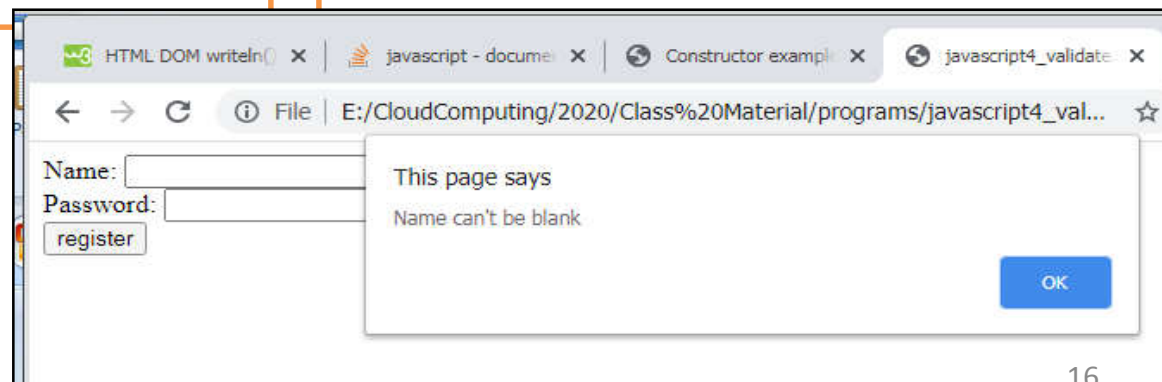 HTML DOM writeln()
javascript - docume
Constructor exampl
javascript4_validate
File | E:/CloudComputing/2020/Class%20Material/programs/javascript4_val...
Name:
This page says
Password:
Name can't be blank
register
OK
16